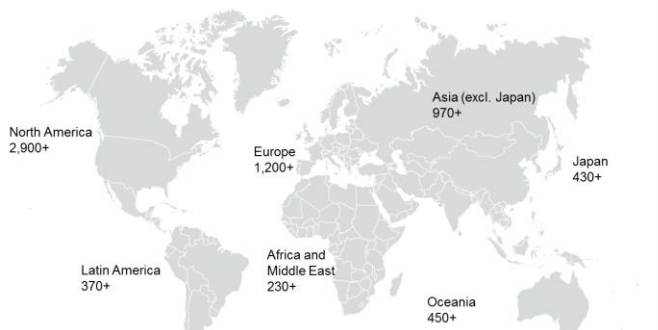 Asia (excl. Japan)
970+
North America
2,900+
Europe
1,200+
Japan
430+
Africa and
Middle East
230+
Latin America
370+
Oceania
450+